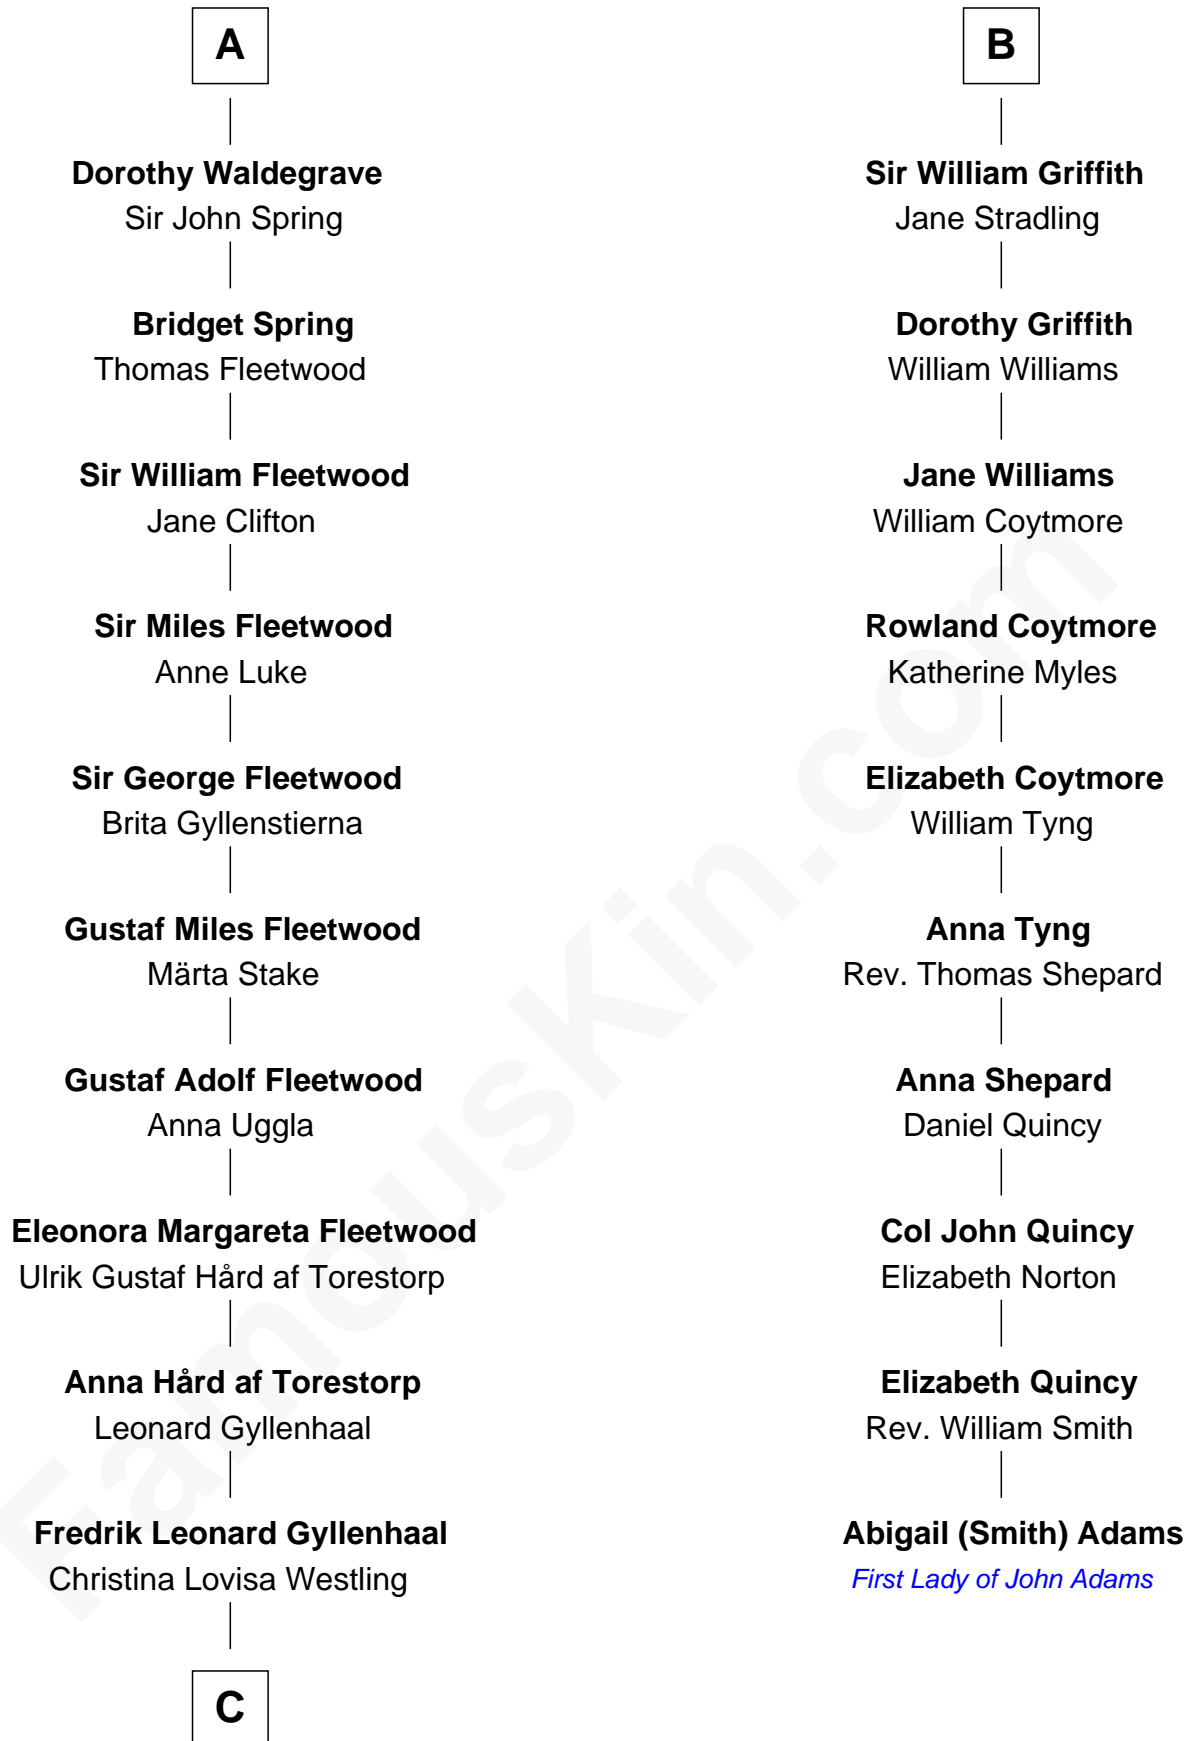 A
Dorothy Waldegrave
Sir John Spring
Bridget Spring
Thomas Fleetwood
Sir William Fleetwood
Jane Clifton
Sir Miles Fleetwood
Anne Luke
Sir George Fleetwood
Brita Gyllenstierna
Gustaf Miles Fleetwood
Märta Stake
Gustaf Adolf Fleetwood
Anna Uggla
Eleonora Margareta Fleetwood
Ulrik Gustaf Hård af Torestorp
Anna Hård af Torestorp
Leonard Gyllenhaal
Fredrik Leonard Gyllenhaal
Christina Lovisa Westling
C
B
Sir William Griffith
Jane Stradling
Dorothy Griffith
William Williams
Jane Williams
William Coytmore
Rowland Coytmore
Katherine Myles
Elizabeth Coytmore
William Tyng
Anna Tyng
Rev. Thomas Shepard
Anna Shepard
Daniel Quincy
Col John Quincy
Elizabeth Norton
Elizabeth Quincy
Rev. William Smith
Abigail (Smith) Adams
First Lady of John Adams
FamousKin.com